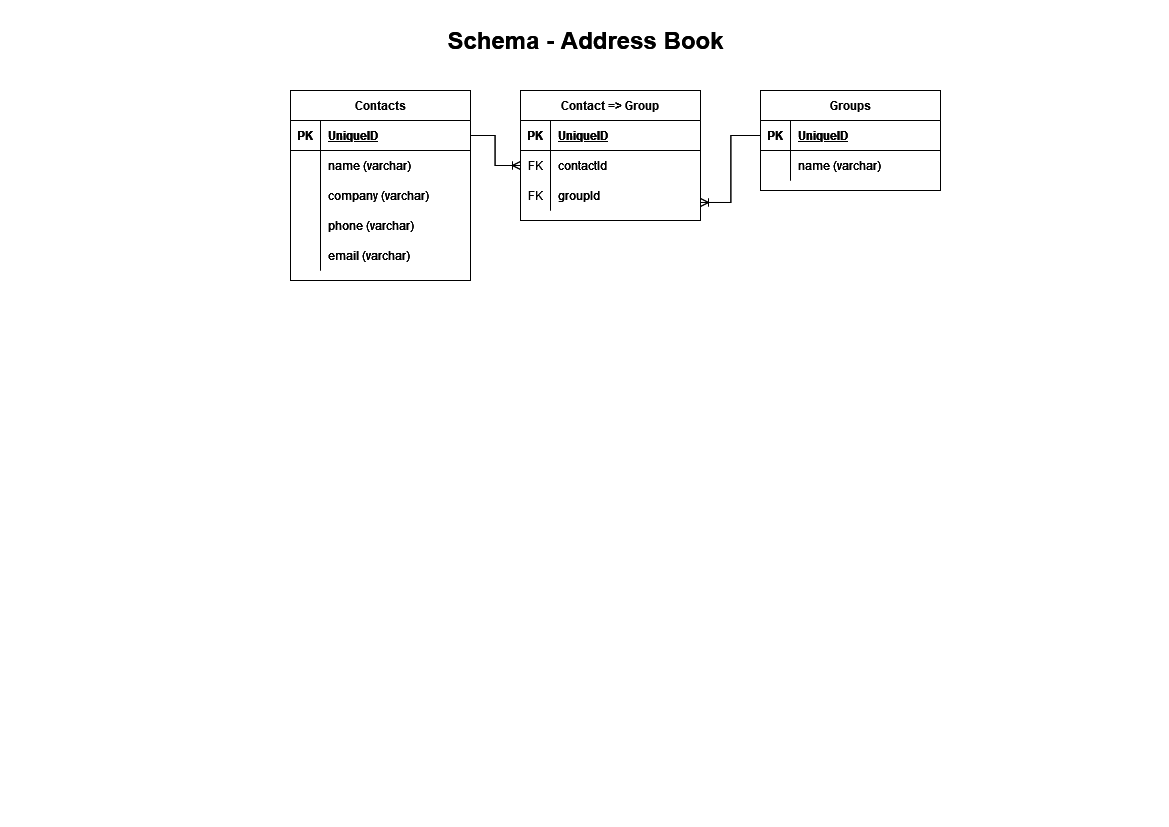 Schema - Address Book
Contacts
PK UniqueID
name (varchar)
company (varchar)
phone (varchar)
email (varchar)
Contact => Group
PK UniqueID
FK contactId
FK groupId
Groups
PK UniqueID
name (varchar)